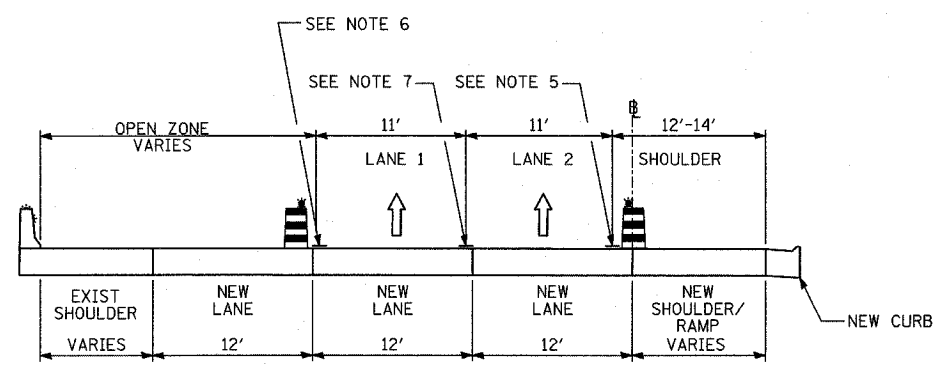 SEE NOTE 6
SEE NOTE 7
SEE NOTE 5
℄
OPEN ZONE
VARIES
11'
11'
12'-14'
LANE 1
LANE 2
SHOULDER
EXIST
SHOULDER
NEW
LANE
NEW
LANE
NEW
LANE
NEW
SHOULDER/
RAMP
NEW CURB
VARIES
12'
12'
12'
VARIES